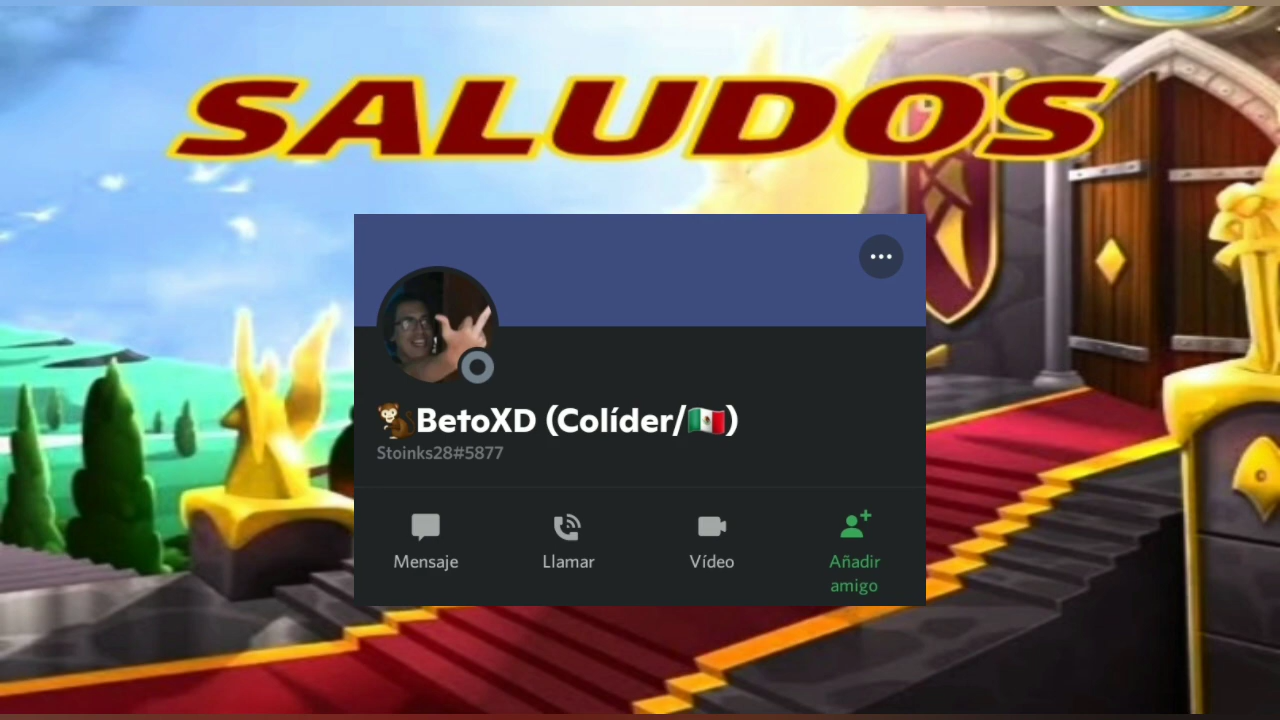 SALUDOS
🐒BetoXD (Colíder/🇲🇽)
Stoinks28#5877
Mensaje
Llamar
Vídeo
Añadir
amigo